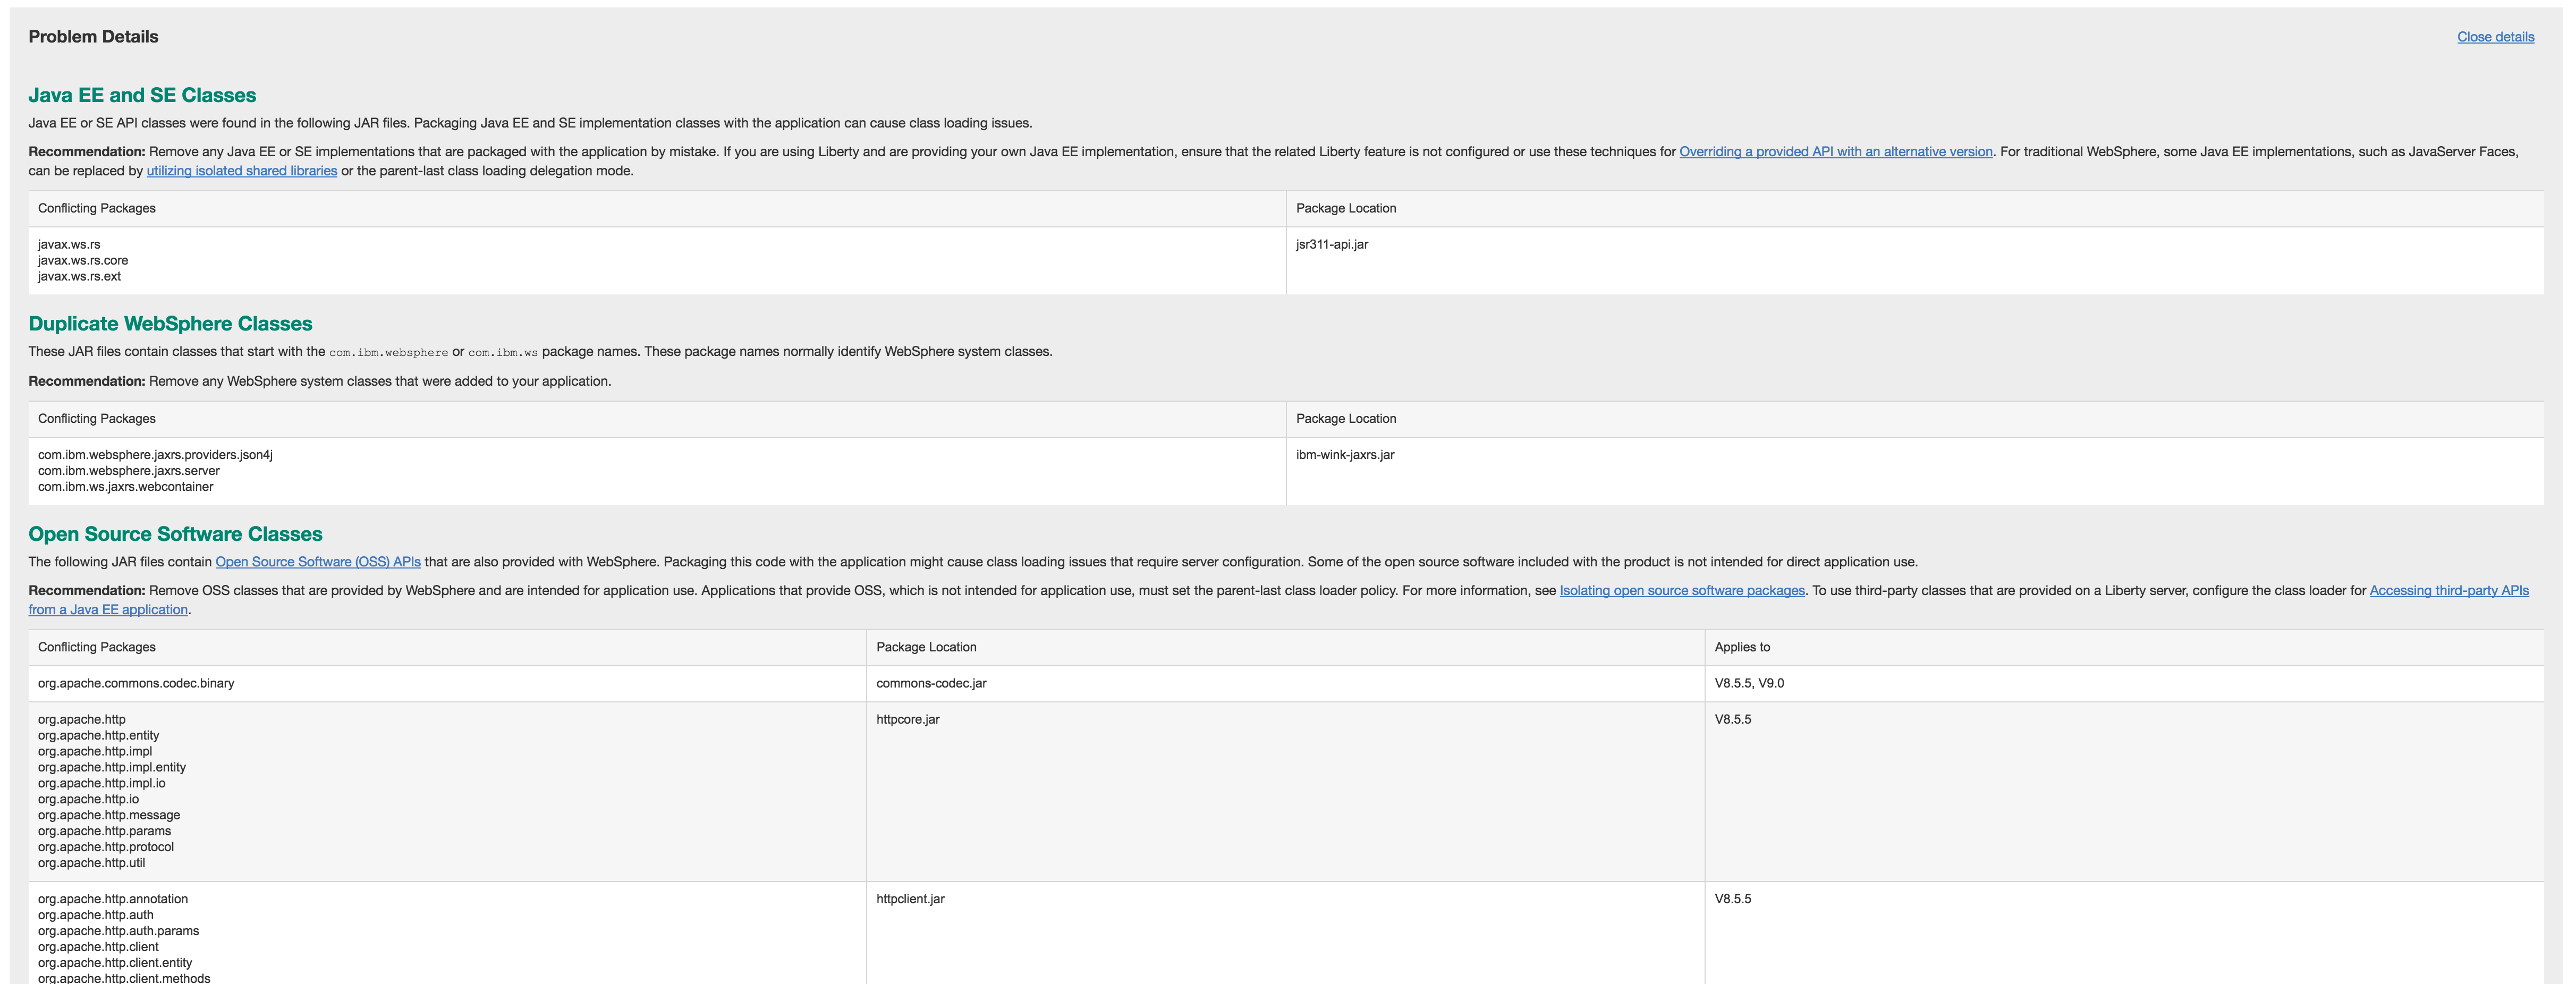 Problem Details
Close details
Java EE and SE Classes
Java EE or SE API classes were found in the following JAR files. Packaging Java EE and SE implementation classes with the application can cause class loading issues.
Recommendation: Remove any Java EE or SE implementations that are packaged with the application by mistake. If you are using Liberty and are providing your own Java EE implementation, ensure that the related Liberty feature is not configured or use these techniques for Overriding a provided API with an alternative version. For traditional WebSphere, some Java EE implementations, such as JavaServer Faces,
can be replaced by utilizing isolated shared libraries or the parent-last class loading delegation mode.
Conflicting Packages
Package Location
javax.ws.rs
javax.ws.rs.core
javax.ws.rs.ext
jsr311-api.jar
Duplicate WebSphere Classes
These JAR files contain classes that start with the com.ibm.websphere or com.ibm.ws package names. These package names normally identify WebSphere system classes.
Recommendation: Remove any WebSphere system classes that were added to your application.
Conflicting Packages
Package Location
com.ibm.websphere.jaxrs.providers.json4j
com.ibm.websphere.jaxrs.server
com.ibm.ws.jaxrs.webcontainer
ibm-wink-jaxrs.jar
Open Source Software Classes
The following JAR files contain Open Source Software (OSS) APIs that are also provided with WebSphere. Packaging this code with the application might cause class loading issues that require server configuration. Some of the open source software included with the product is not intended for direct application use.
Recommendation: Remove OSS classes that are provided by WebSphere and are intended for application use. Applications that provide OSS, which is not intended for application use, must set the parent-last class loader policy. For more information, see Isolating open source software packages. To use third-party classes that are provided on a Liberty server, configure the class loader for Accessing third-party APIs
from a Java EE application.
Conflicting Packages
Package Location
Applies to
org.apache.commons.codec.binary
commons-codec.jar
V8.5.5, V9.0
org.apache.http
org.apache.http.entity
org.apache.http.impl
org.apache.http.impl.entity
org.apache.http.impl.io
org.apache.http.io
org.apache.http.message
org.apache.http.params
org.apache.http.protocol
org.apache.http.util
httpcore.jar
V8.5.5
org.apache.http.annotation
org.apache.http.auth
org.apache.http.auth.params
org.apache.http.client
org.apache.http.client.entity
org.apache.http.client.methods
httpclient.jar
V8.5.5